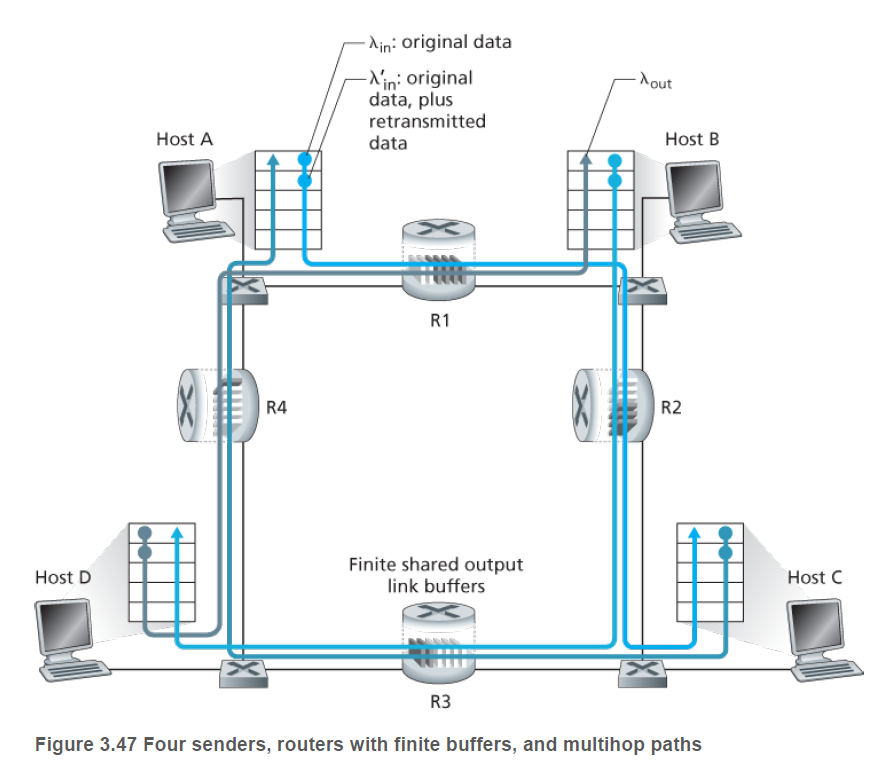 λin: original data
λ′in: original
data, plus
retransmitted
data
λout
Host A
Host B
R1
R4
R2
Host D
Finite shared output
link buffers
Host C
R3
Figure 3.47 Four senders, routers with finite buffers, and multihop paths